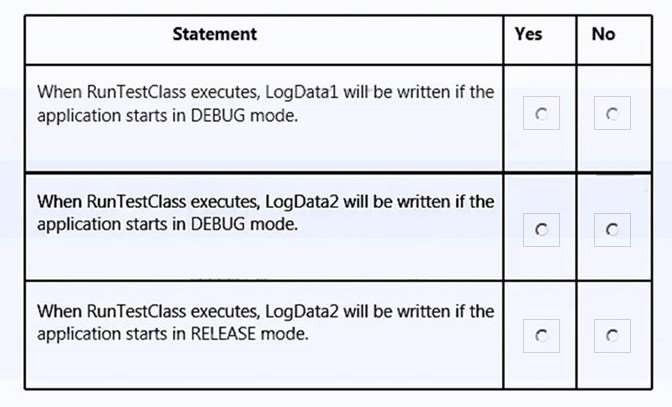 Statement Yes No
When RunTestClass executes, LogData1 will be written if the
application starts in DEBUG mode.
When RunTestClass executes, LogData2 will be written if the
application starts in DEBUG mode.
When RunTestClass executes, LogData2 will be written if the
application starts in RELEASE mode.